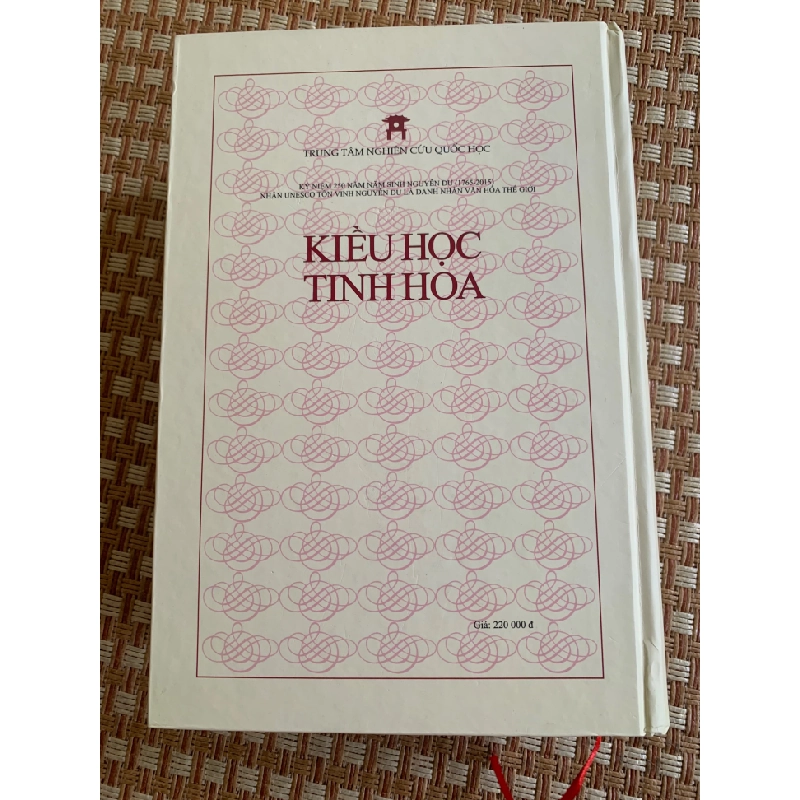 TRUNG TÂM NGHIÊN CỨU QUỐC HỌC
KỶ NIỆM 250 NĂM NĂM SINH NGUYỄN DU (1765-2015)
NHÂN UNESCO TÔN VINH NGUYỄN DU LÀ DANH NHÂN VĂN HÓA THẾ GIỚI
KIỀU HỌC
TINH HOA
Giá: 220 000 đ